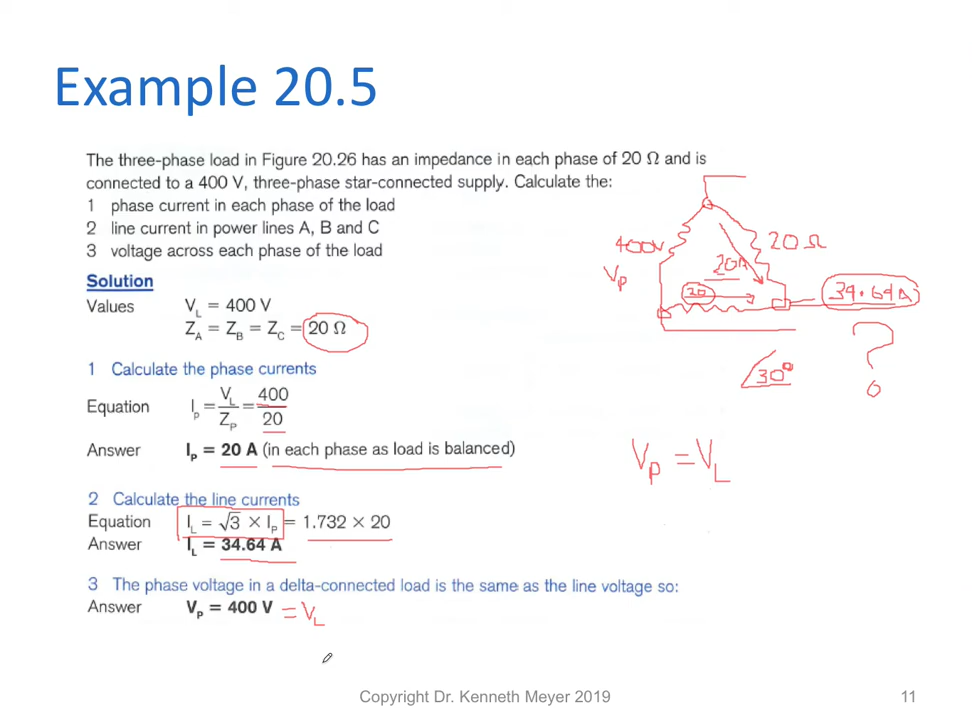 Example 20.5
The three-phase load in Figure 20.26 has an impedance in each phase of 20 Ω and is
connected to a 400 V, three-phase star-connected supply. Calculate the:
1 phase current in each phase of the load
2 line current in power lines A, B and C
3 voltage across each phase of the load
Solution
Values V_L = 400 V
Z_A = Z_B = Z_C = 20 Ω
1 Calculate the phase currents
Equation I_P = V_L/Z_P = 400/20
Answer I_P = 20 A (in each phase as load is balanced)
2 Calculate the line currents
Equation I_L = √3 × I_P = 1.732 × 20
Answer I_L = 34.64 A
3 The phase voltage in a delta-connected load is the same as the line voltage so:
Answer V_P = 400 V = V_L
400V
V_P
20 Ω
20A
20
34.64A
?
30°
V_P = V_L
Copyright Dr. Kenneth Meyer 2019
11